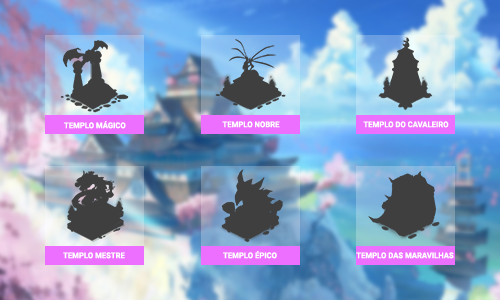 TEMPLO MÁGICO
TEMPLO NOBRE
TEMPLO DO CAVALEIRO
TEMPLO MESTRE
TEMPLO ÉPICO
TEMPLO DAS MARAVILHAS